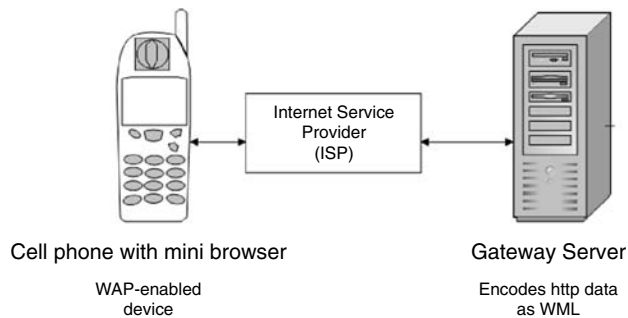 Internet Service
Provider
(ISP)
Cell phone with mini browser
WAP-enabled
device
Gateway Server
Encodes http data
as WML